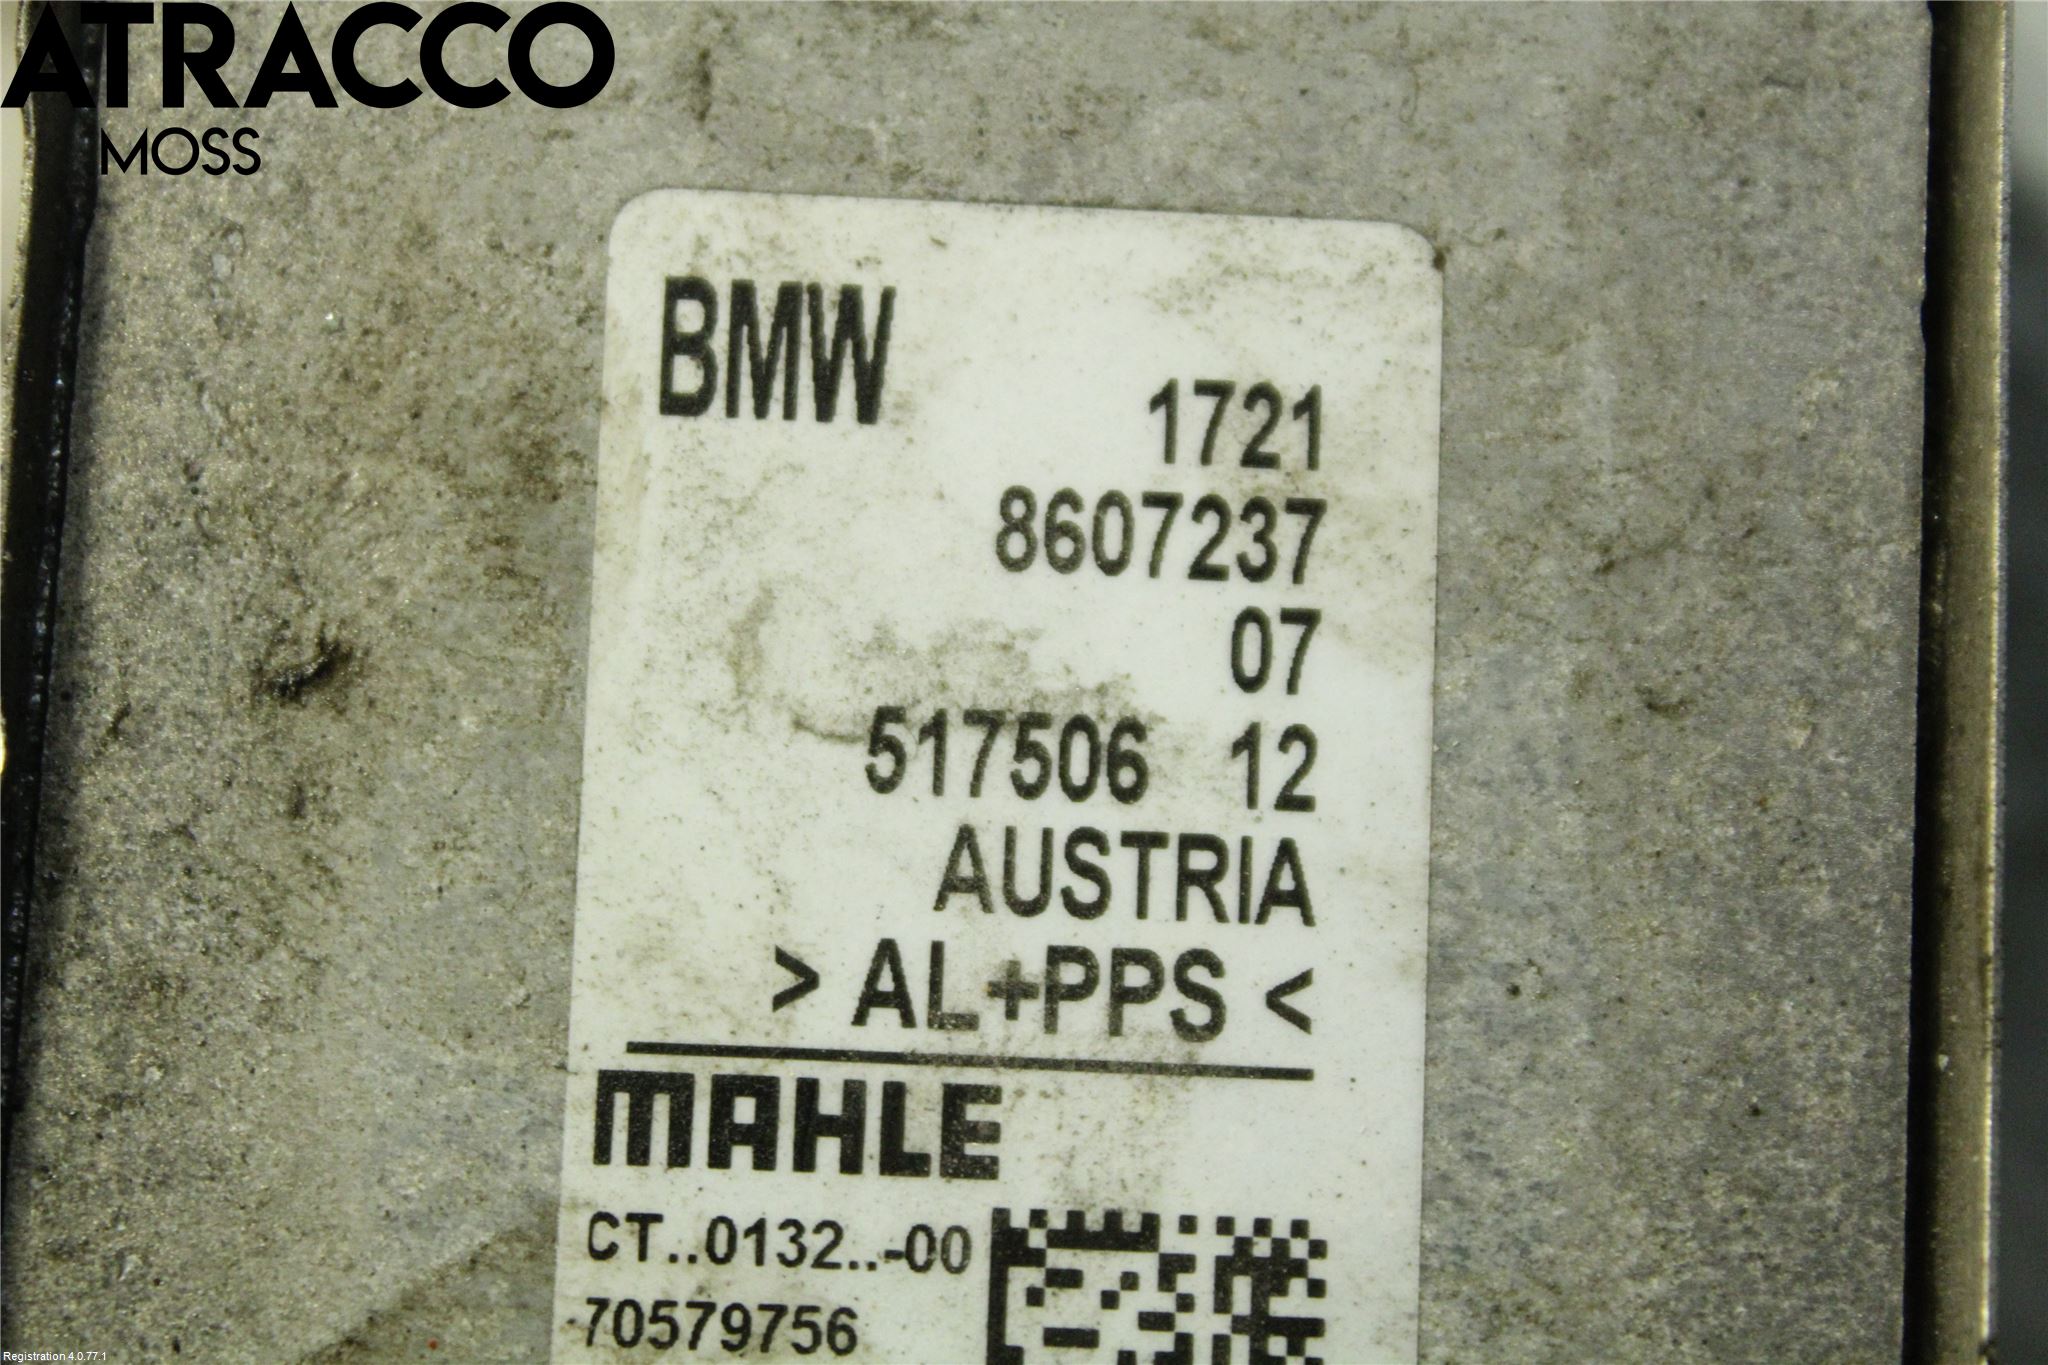 ATRACCO
MOSS
BMW
1721
8607237
07
517506 12
AUSTRIA
> AL+PPS <
MAHLE
CT..0132..-00
70579756
Registration 4.0.77.1